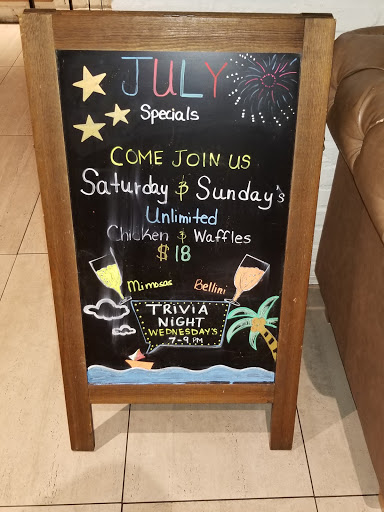 JULY
Specials
COME JOIN US
Saturday & Sunday's
Unlimited
Chicken & Waffles
$18
Mimosas Bellini
TRIVIA
NIGHT
WEDNESDAY'S
7-9 PM